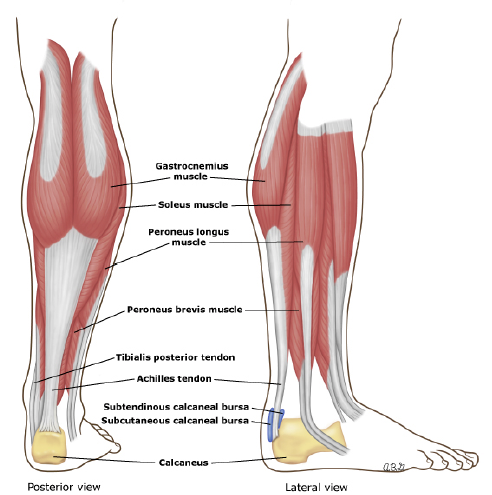 Gastrocnemius
muscle
Soleus muscle
Peroneus longus
muscle
Peroneus brevis muscle
Tibialis posterior tendon
Achilles tendon
Subtendinous calcaneal bursa
Subcutaneous calcaneal bursa
Calcaneus
Posterior view
Lateral view